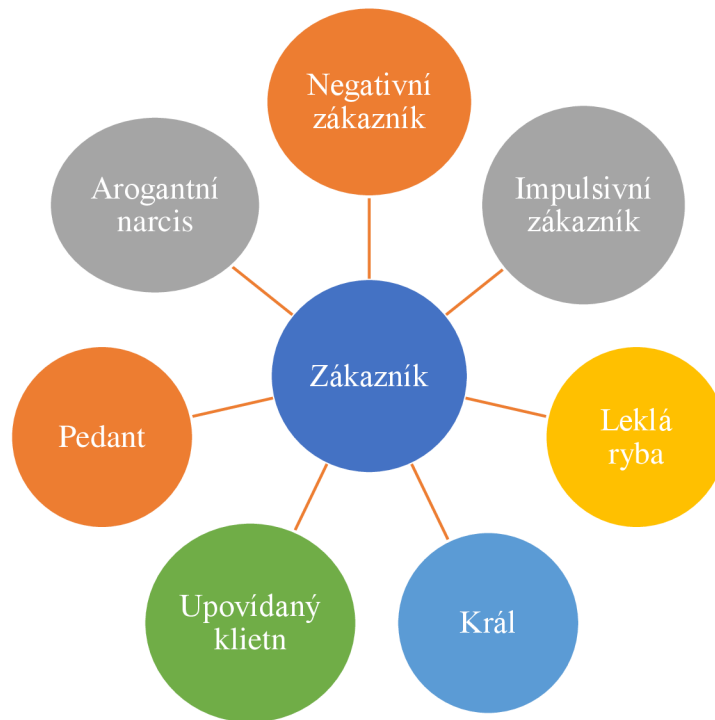 Negativní
zákazník
Arogantní
narcis
Impulsivní
zákazník
Zákazník
Pedant
Leklá
ryba
Upovídaný
klietn
Král